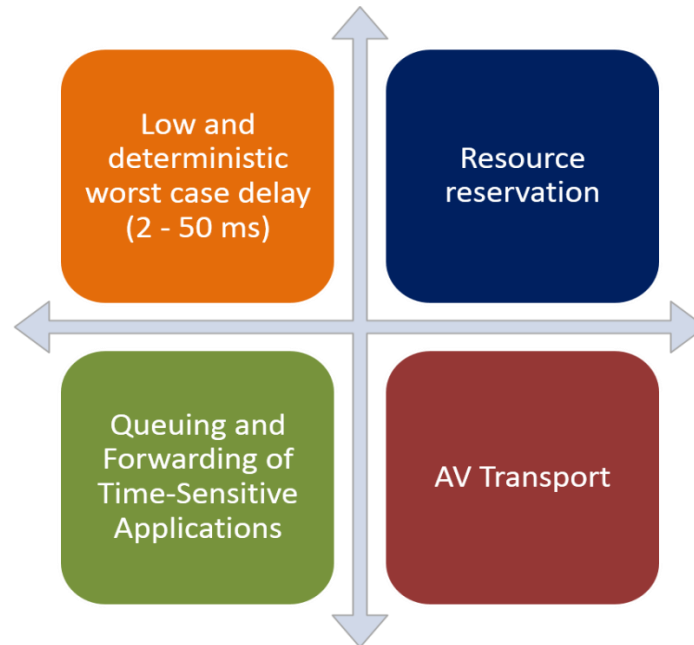 Low and
deterministic
worst case delay
(2 - 50 ms)
Resource
reservation
Queuing and
Forwarding of
Time-Sensitive
Applications
AV Transport